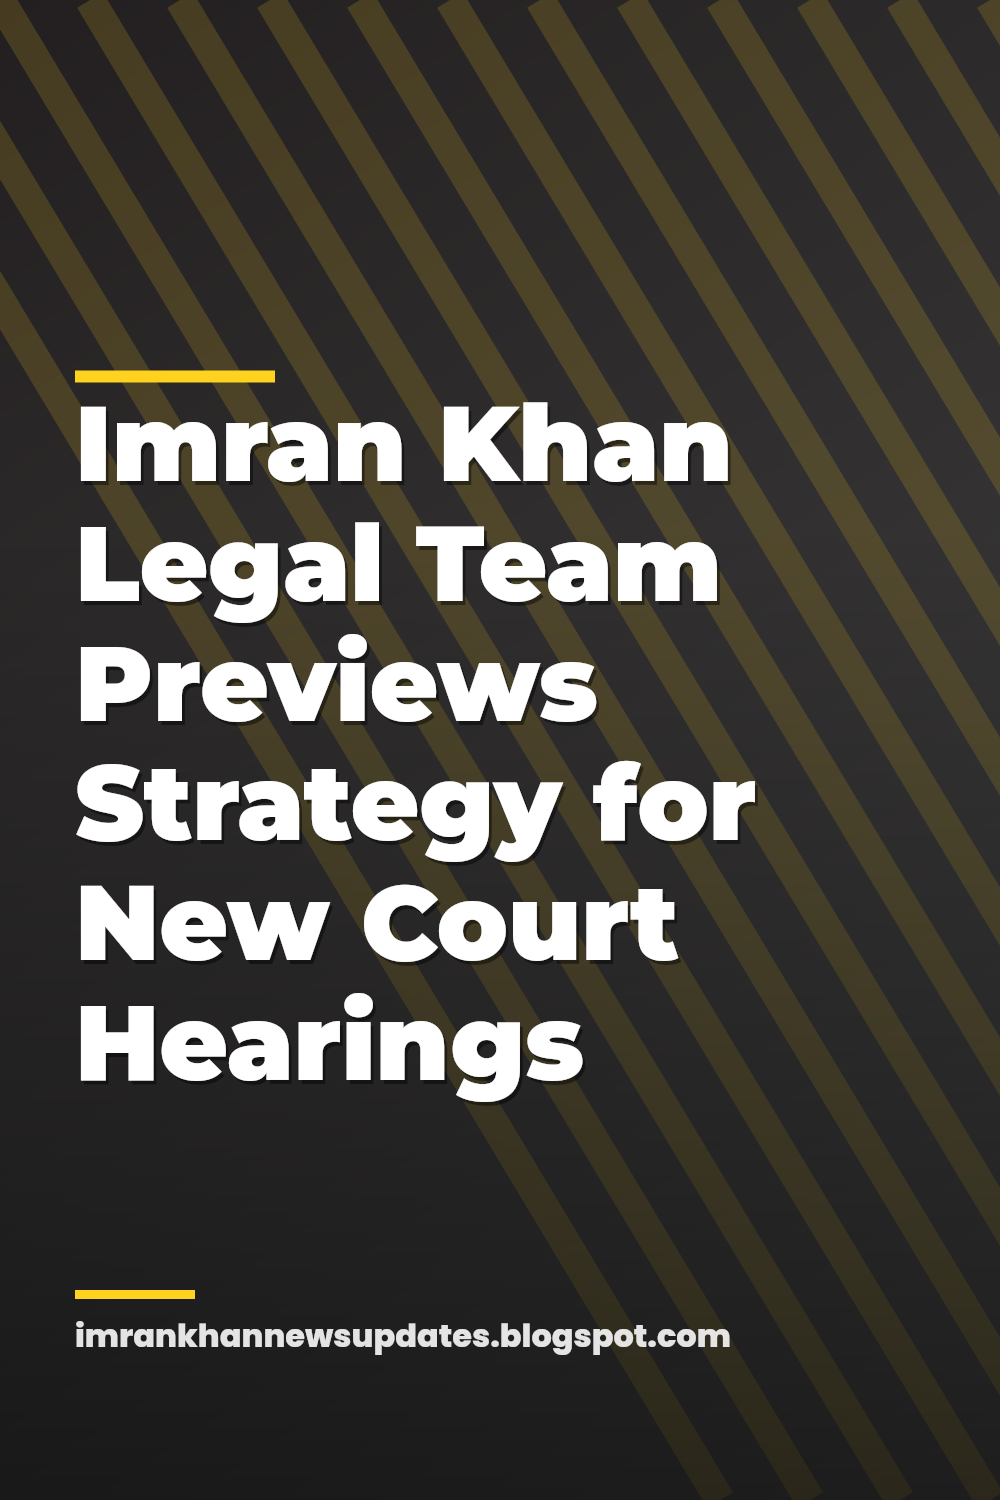 Imran Khan
Legal Team
Previews
Strategy for
New Court
Hearings
imrankhannewsupdates.blogspot.com